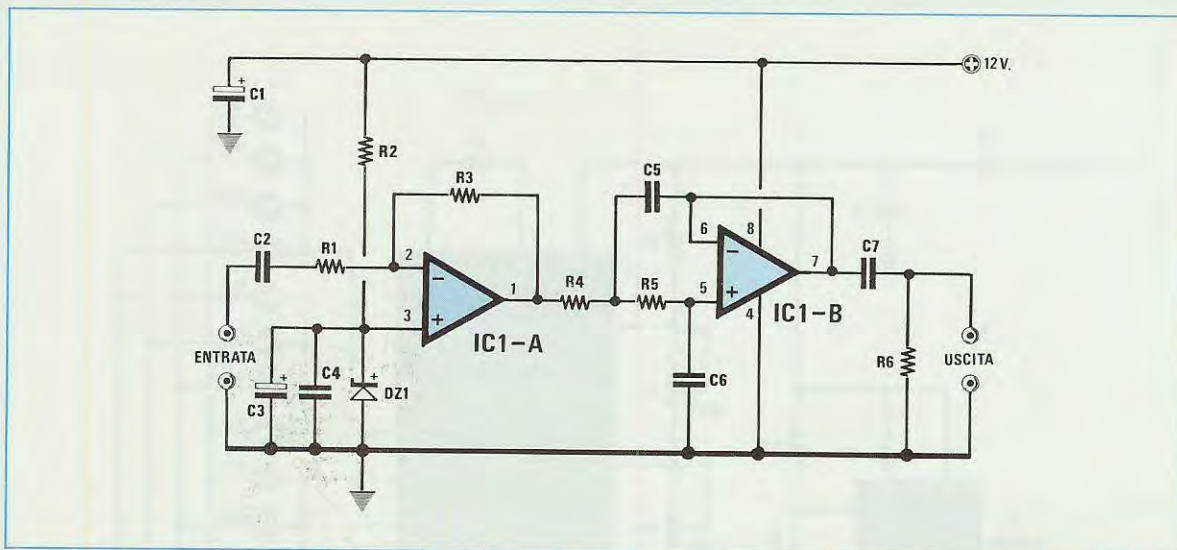 12 V.
C1
R2
R3
C5
C2
R1
2
1
3
R4
R5
6
5
8
7
4
C7
IC1-A
IC1-B
ENTRATA
C3
C4
DZ1
C6
R6
USCITA